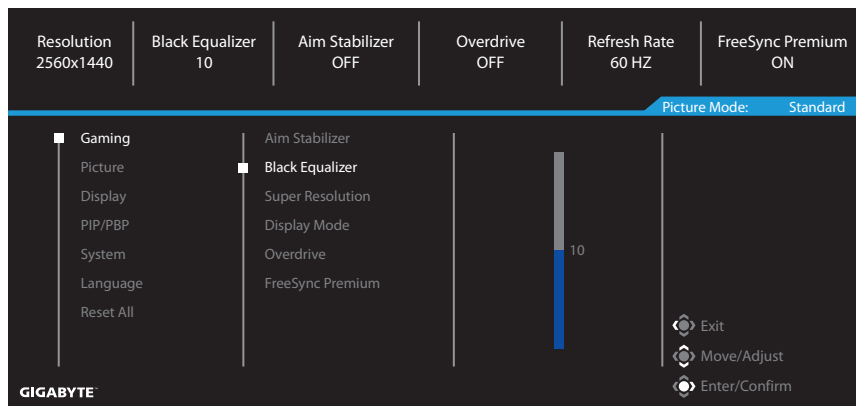 Resolution
2560x1440
Black Equalizer
10
Aim Stabilizer
OFF
Overdrive
OFF
Refresh Rate
60 HZ
FreeSync Premium
ON
Picture Mode: Standard
Gaming
Picture
Display
PIP/PBP
System
Language
Reset All
Aim Stabilizer
Black Equalizer
Super Resolution
Display Mode
Overdrive
FreeSync Premium
10
Exit
Move/Adjust
Enter/Confirm
GIGABYTE™